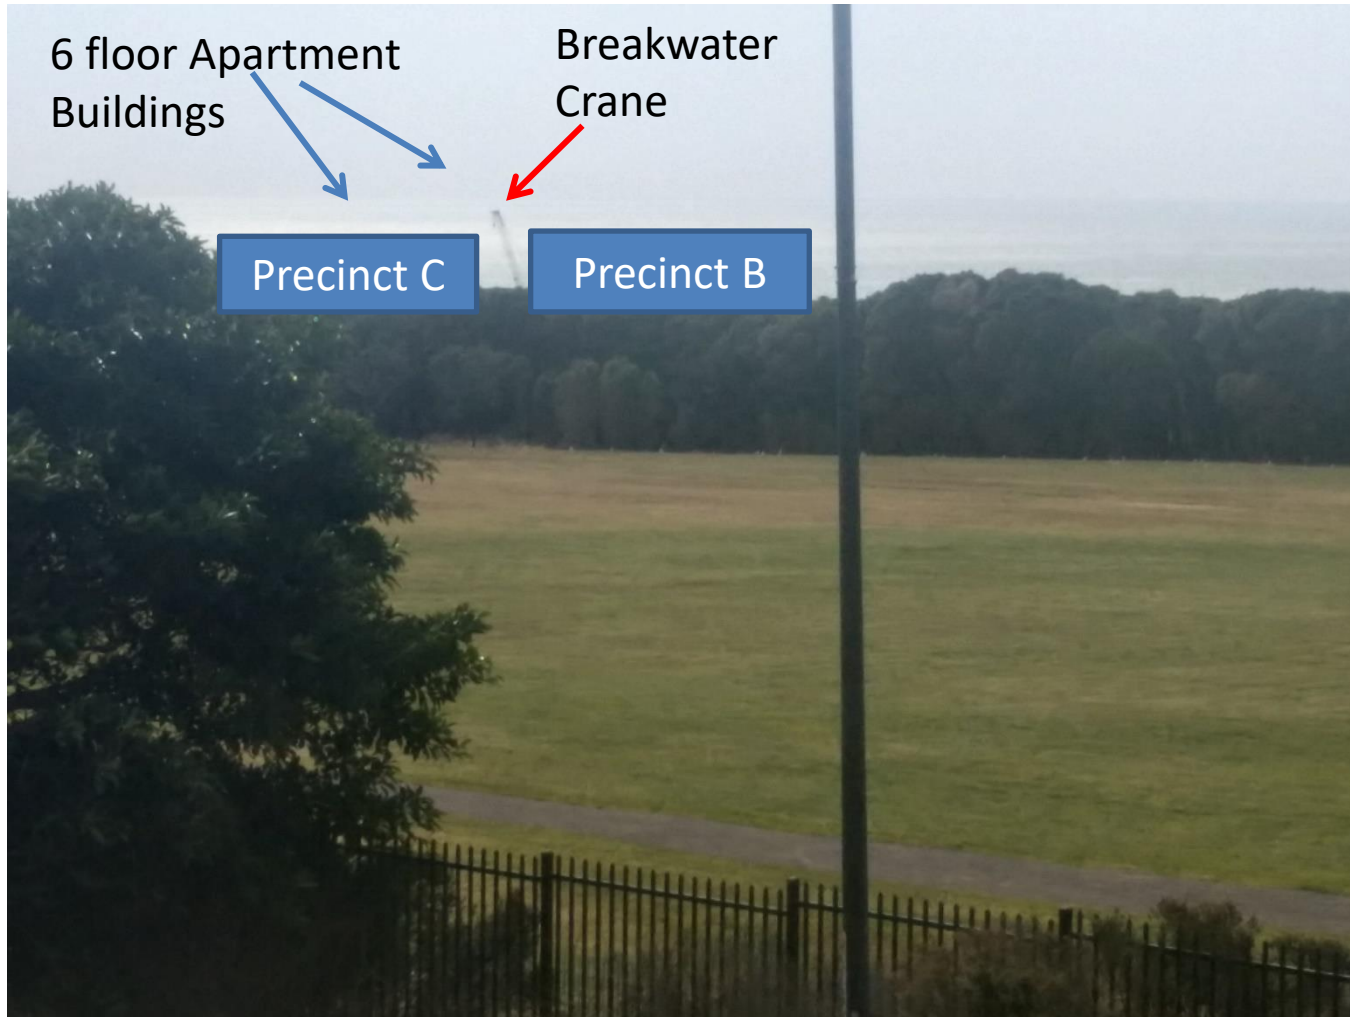 6 floor Apartment
Buildings
Breakwater
Crane
Precinct C
Precinct B